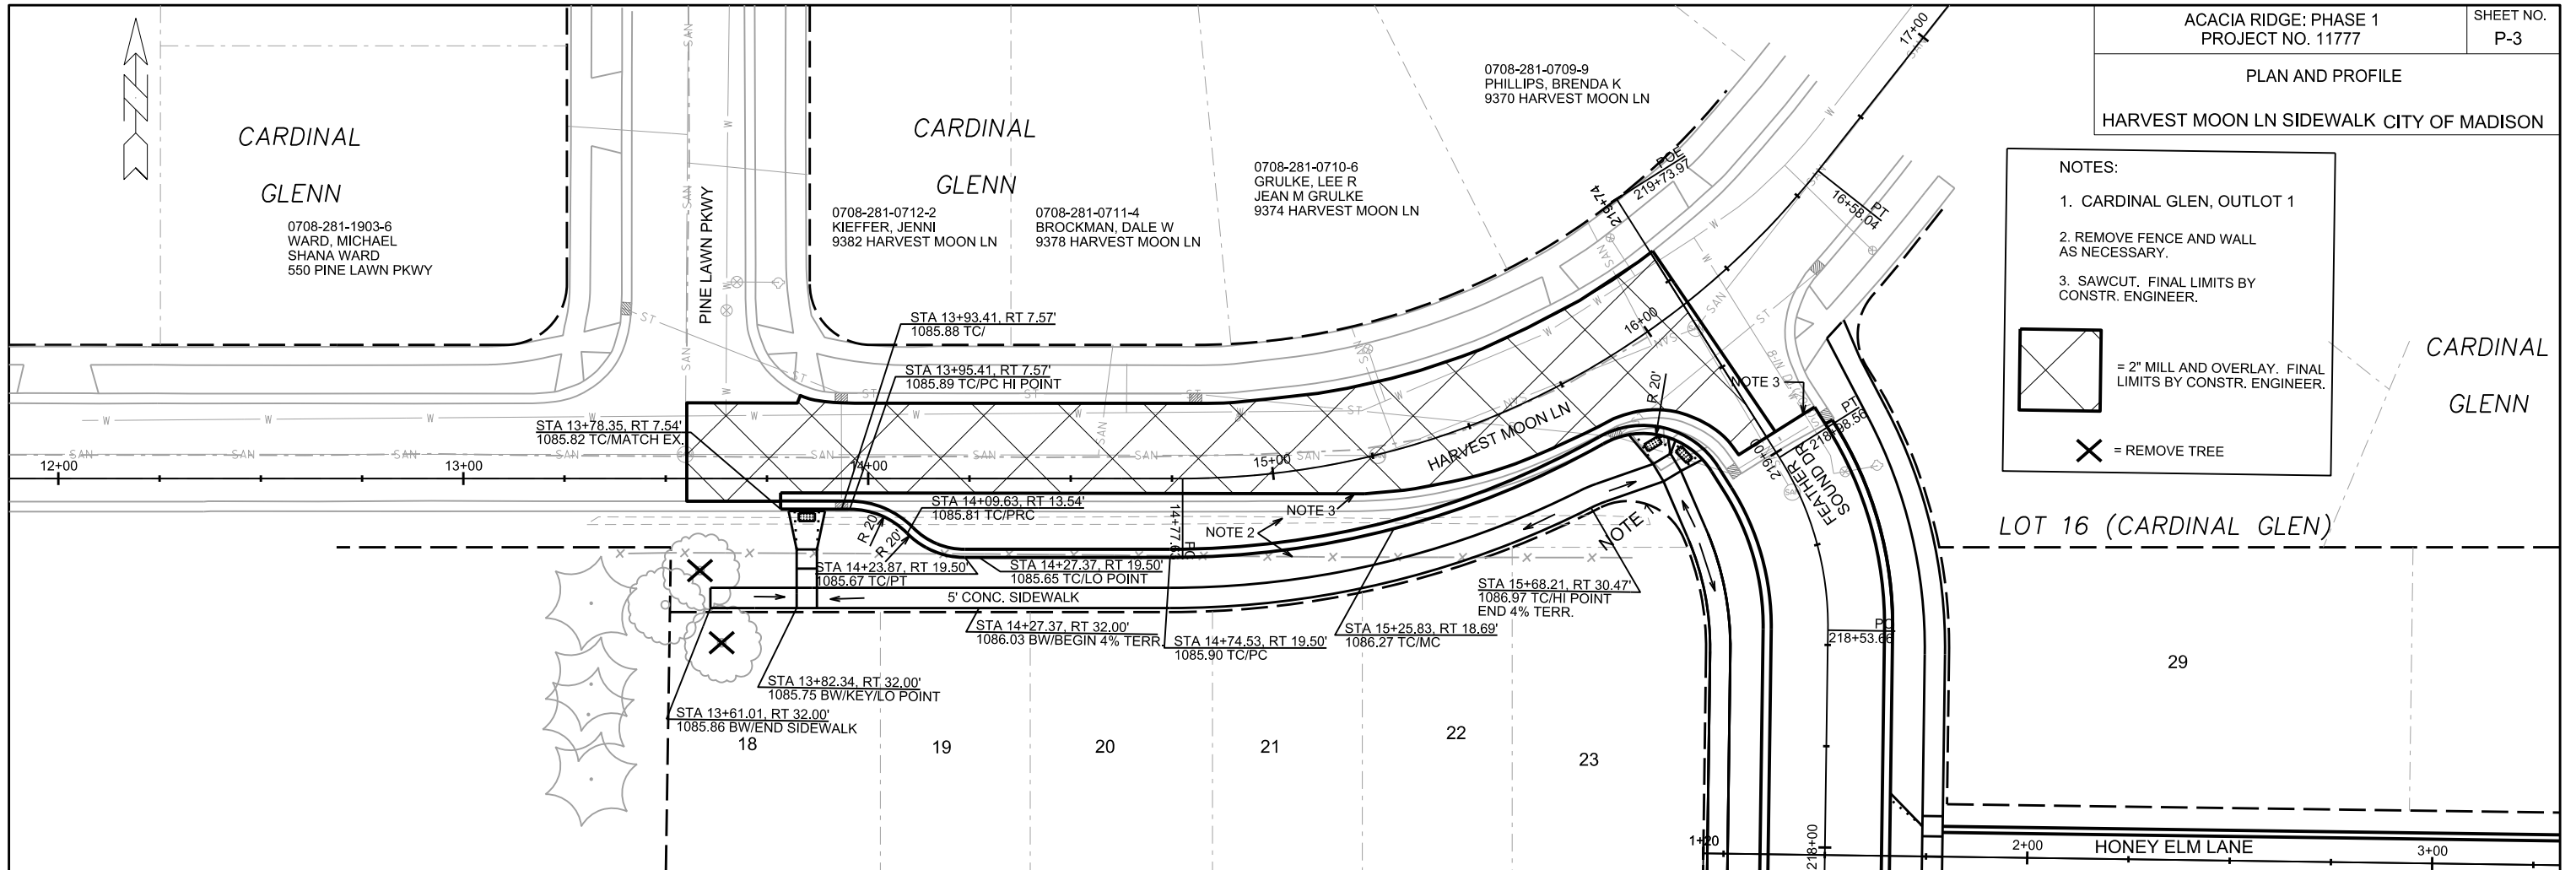 ACACIA RIDGE: PHASE 1
PROJECT NO. 11777
SHEET NO.
P-3
PLAN AND PROFILE
HARVEST MOON LN SIDEWALK CITY OF MADISON
NOTES:
1. CARDINAL GLEN, OUTLOT 1
2. REMOVE FENCE AND WALL
AS NECESSARY.
3. SAWCUT. FINAL LIMITS BY
CONSTR. ENGINEER.
= 2" MILL AND OVERLAY. FINAL
LIMITS BY CONSTR. ENGINEER.
= REMOVE TREE
N
CARDINAL
GLENN
0708-281-1903-6
WARD, MICHAEL
SHANA WARD
550 PINE LAWN PKWY
PINE LAWN PKWY
CARDINAL
GLENN
0708-281-0712-2
KIEFFER, JENNI
9382 HARVEST MOON LN
0708-281-0711-4
BROCKMAN, DALE W
9378 HARVEST MOON LN
0708-281-0710-6
GRULKE, LEE R
JEAN M GRULKE
9374 HARVEST MOON LN
0708-281-0709-9
PHILLIPS, BRENDA K
9370 HARVEST MOON LN
17+00
POE
219+73.97
219+74
PT
16+58.04
16+00
CARDINAL
GLENN
STA 13+93.41, RT 7.57'
1085.88 TC/
STA 13+95.41, RT 7.57'
1085.89 TC/PC HI POINT
STA 13+78.35, RT 7.54'
1085.82 TC/MATCH EX.
12+00
13+00
14+00
15+00
HARVEST MOON LN
R 20'
NOTE 3
PT
218+98.56
219+00
FEATHER
SOUND DR
STA 14+09.63, RT 13.54'
1085.81 TC/PRC
R 20'
R 20'
14+77.63
PC
NOTE 2
NOTE 3
NOTE 1
LOT 16 (CARDINAL GLEN)
STA 14+23.87, RT 19.50'
1085.67 TC/PT
STA 14+27.37, RT 19.50'
1085.65 TC/LO POINT
5' CONC. SIDEWALK
STA 15+68.21, RT 30.47'
1086.97 TC/HI POINT
END 4% TERR.
STA 14+27.37, RT 32.00'
1086.03 BW/BEGIN 4% TERR.
STA 14+74.53, RT 19.50'
1085.90 TC/PC
STA 15+25.83, RT 18.69'
1086.27 TC/MC
PC
218+53.66
STA 13+82.34, RT 32.00'
1085.75 BW/KEY/LO POINT
STA 13+61.01, RT 32.00'
1085.86 BW/END SIDEWALK
18
19
20
21
22
23
29
1+20
218+00
2+00
HONEY ELM LANE
3+00